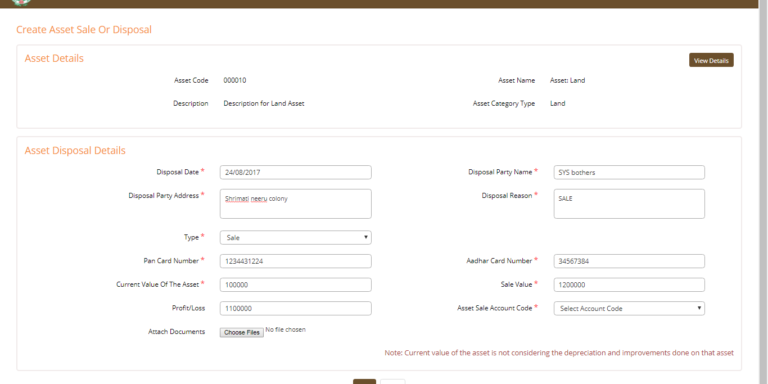 Create Asset Sale Or Disposal
Asset Details
View Details
Asset Code 000010 Asset Name Asset: Land
Description Description for Land Asset Asset Category Type Land
Asset Disposal Details
Disposal Date * 24/08/2017 Disposal Party Name * SYS bothers
Disposal Party Address * Shrimati neeru colony Disposal Reason * SALE
Type * Sale
Pan Card Number * 1234431224 Aadhar Card Number * 34567384
Current Value Of The Asset * 100000 Sale Value * 1200000
Profit/Loss 1100000 Asset Sale Account Code * Select Account Code
Attach Documents Choose Files No file chosen
Note: Current value of the asset is not considering the depreciation and improvements done on that asset